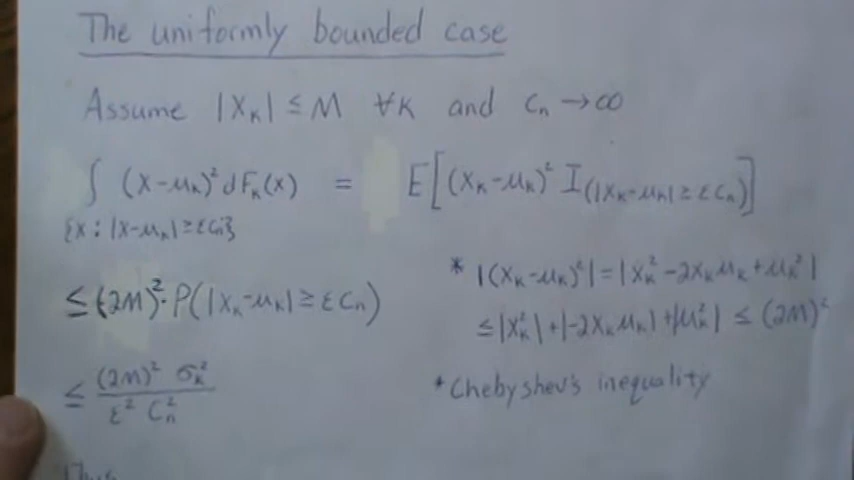 The uniformly bounded case
Assume |X_K| ≤ M ∀K and C_n → ∞
∫ (x-μ_K)² dF_K(x) = E[(X_K-μ_K)² I_(|X_K-μ_K| ≥ εC_n)]
{x : |x-μ_K| ≥ εC_n}
≤ (2M)² · P(|X_K-μ_K| ≥ εC_n)
* |(X_K-μ_K)²| = |X_K² - 2X_Kμ_K + μ_K²|
≤ |X_K²| + |-2X_Kμ_K| + |μ_K²| ≤ (2M)²
≤ (2M)² σ_K² / ε² C_n²
* Chebyshev's inequality
Thus